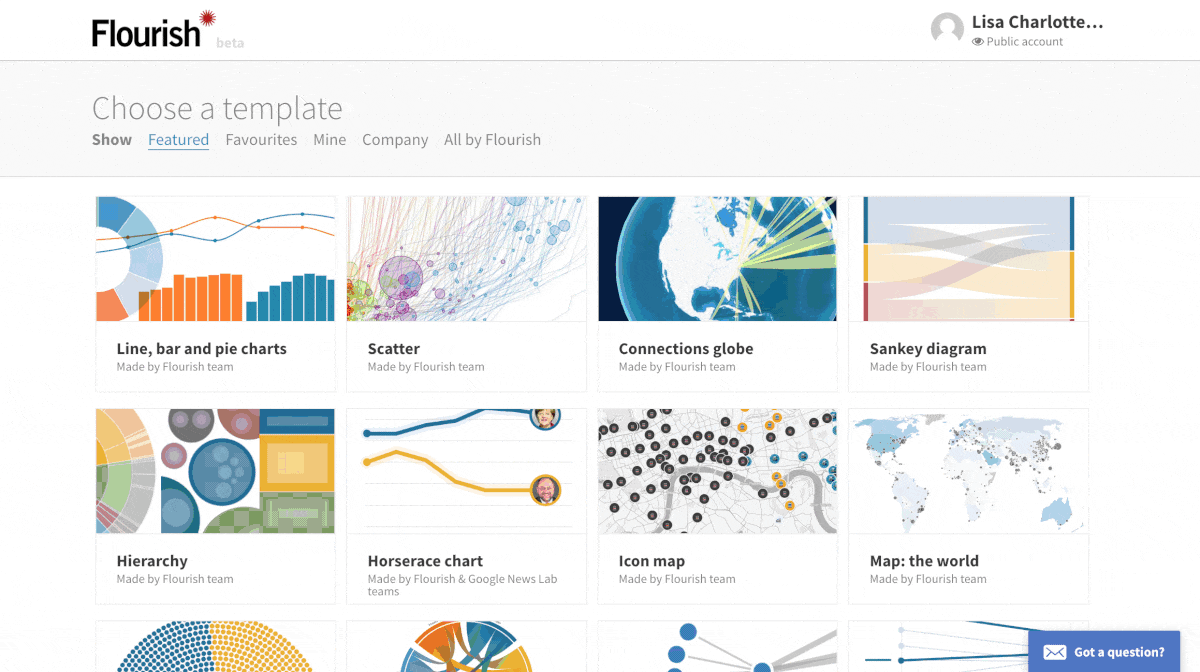 Flourish
beta
Lisa Charlotte...
Public account
Choose a template
Show Featured Favourites Mine Company All by Flourish
Line, bar and pie charts
Made by Flourish team
Scatter
Made by Flourish team
Connections globe
Made by Flourish team
Sankey diagram
Made by Flourish team
Hierarchy
Made by Flourish team
Horserace chart
Made by Flourish & Google News Lab
teams
Icon map
Made by Flourish team
Map: the world
Made by Flourish team
Got a question?